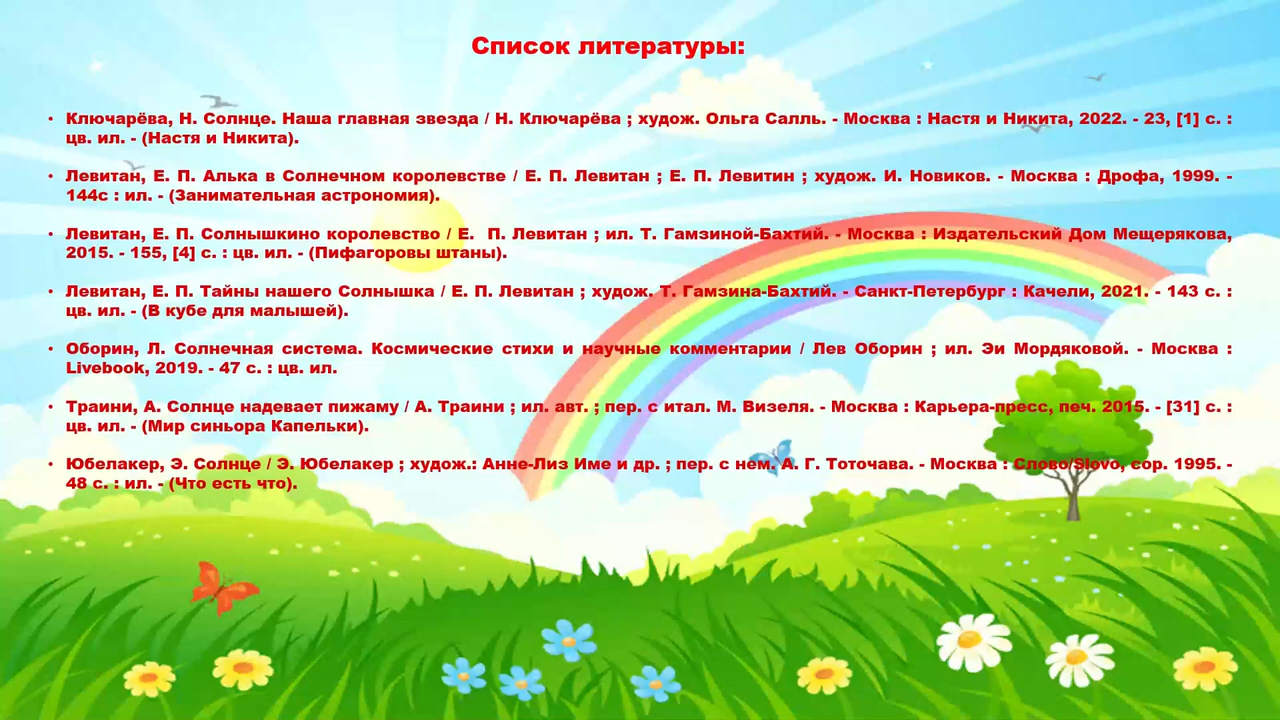 Список литературы:
• Ключарёва, Н. Солнце. Наша главная звезда / Н. Ключарёва ; худож. Ольга Салль. - Москва : Настя и Никита, 2022. - 23, [1] с. :
цв. ил. - (Настя и Никита).
• Левитан, Е. П. Алька в Солнечном королевстве / Е. П. Левитан ; Е. П. Левитин ; худож. И. Новиков. - Москва : Дрофа, 1999. -
144с : ил. - (Занимательная астрономия).
• Левитан, Е. П. Солнышкино королевство / Е. П. Левитан ; ил. Т. Гамзиной-Бахтий. - Москва : Издательский Дом Мещерякова,
2015. - 155, [4] с. : цв. ил. - (Пифагоровы штаны).
• Левитан, Е. П. Тайны нашего Солнышка / Е. П. Левитан ; худож. Т. Гамзина-Бахтий. - Санкт-Петербург : Качели, 2021. - 143 с. :
цв. ил. - (В кубе для малышей).
• Оборин, Л. Солнечная система. Космические стихи и научные комментарии / Лев Оборин ; ил. Эи Мордяковой. - Москва :
Livebook, 2019. - 47 с. : цв. ил.
• Траини, А. Солнце надевает пижаму / А. Траини ; ил. авт. ; пер. с итал. М. Визеля. - Москва : Карьера-пресс, печ. 2015. - [31] с. :
цв. ил. - (Мир синьора Капельки).
• Юбелакер, Э. Солнце / Э. Юбелакер ; худож.: Анне-Лиз Име и др. ; пер. с нем. А. Г. Тоточава. - Москва : Слово/Slovo, cop. 1995. -
48 с. : ил. - (Что есть что).